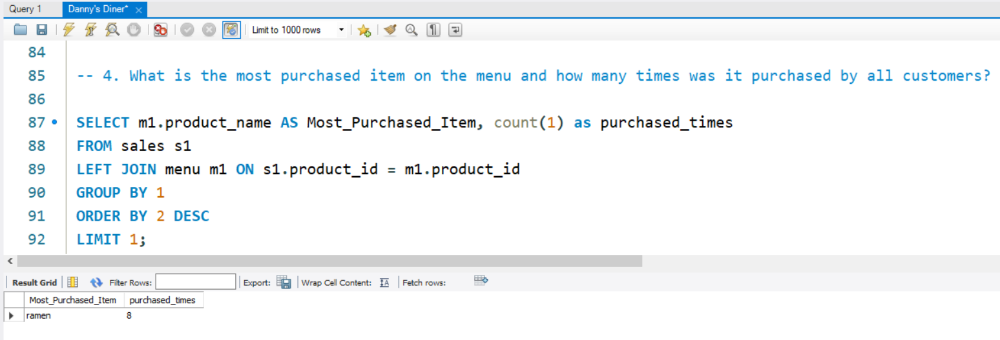 Query 1 Danny's Diner*
Limit to 1000 rows
84
85 -- 4. What is the most purchased item on the menu and how many times was it purchased by all customers?
86
87 SELECT m1.product_name AS Most_Purchased_Item, count(1) as purchased_times
88 FROM sales s1
89 LEFT JOIN menu m1 ON s1.product_id = m1.product_id
90 GROUP BY 1
91 ORDER BY 2 DESC
92 LIMIT 1;
Result Grid Filter Rows: Export: Wrap Cell Content: Fetch rows:
Most_Purchased_Item purchased_times
ramen 8